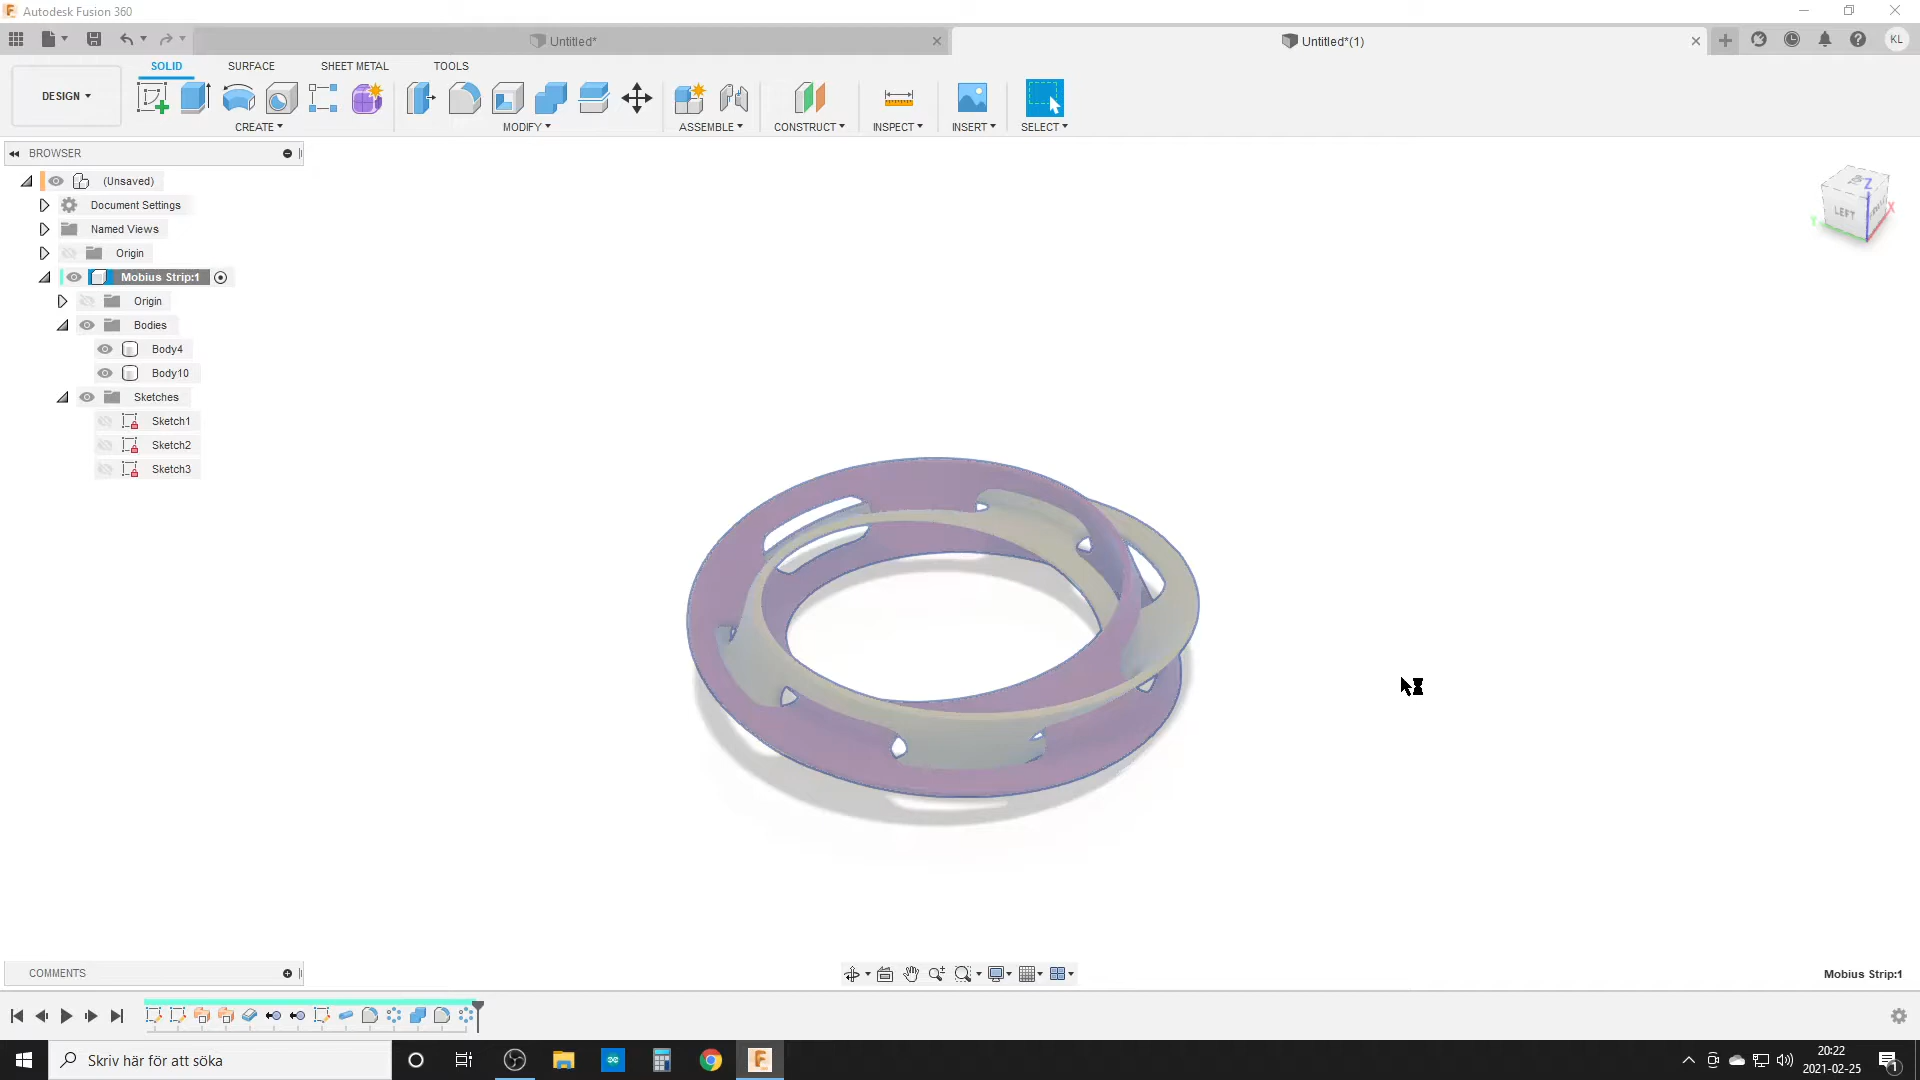 Autodesk Fusion 360
Untitled*
Untitled*(1)
KL
DESIGN
SOLID
SURFACE
SHEET METAL
TOOLS
CREATE
MODIFY
ASSEMBLE
CONSTRUCT
INSPECT
INSERT
SELECT
BROWSER
(Unsaved)
Document Settings
Named Views
Origin
Mobius Strip:1
Origin
Bodies
Body4
Body10
Sketches
Sketch1
Sketch2
Sketch3
Z
X
Y
LEFT
COMMENTS
Mobius Strip:1
Skriv här för att söka
20:22
2021-02-25
1